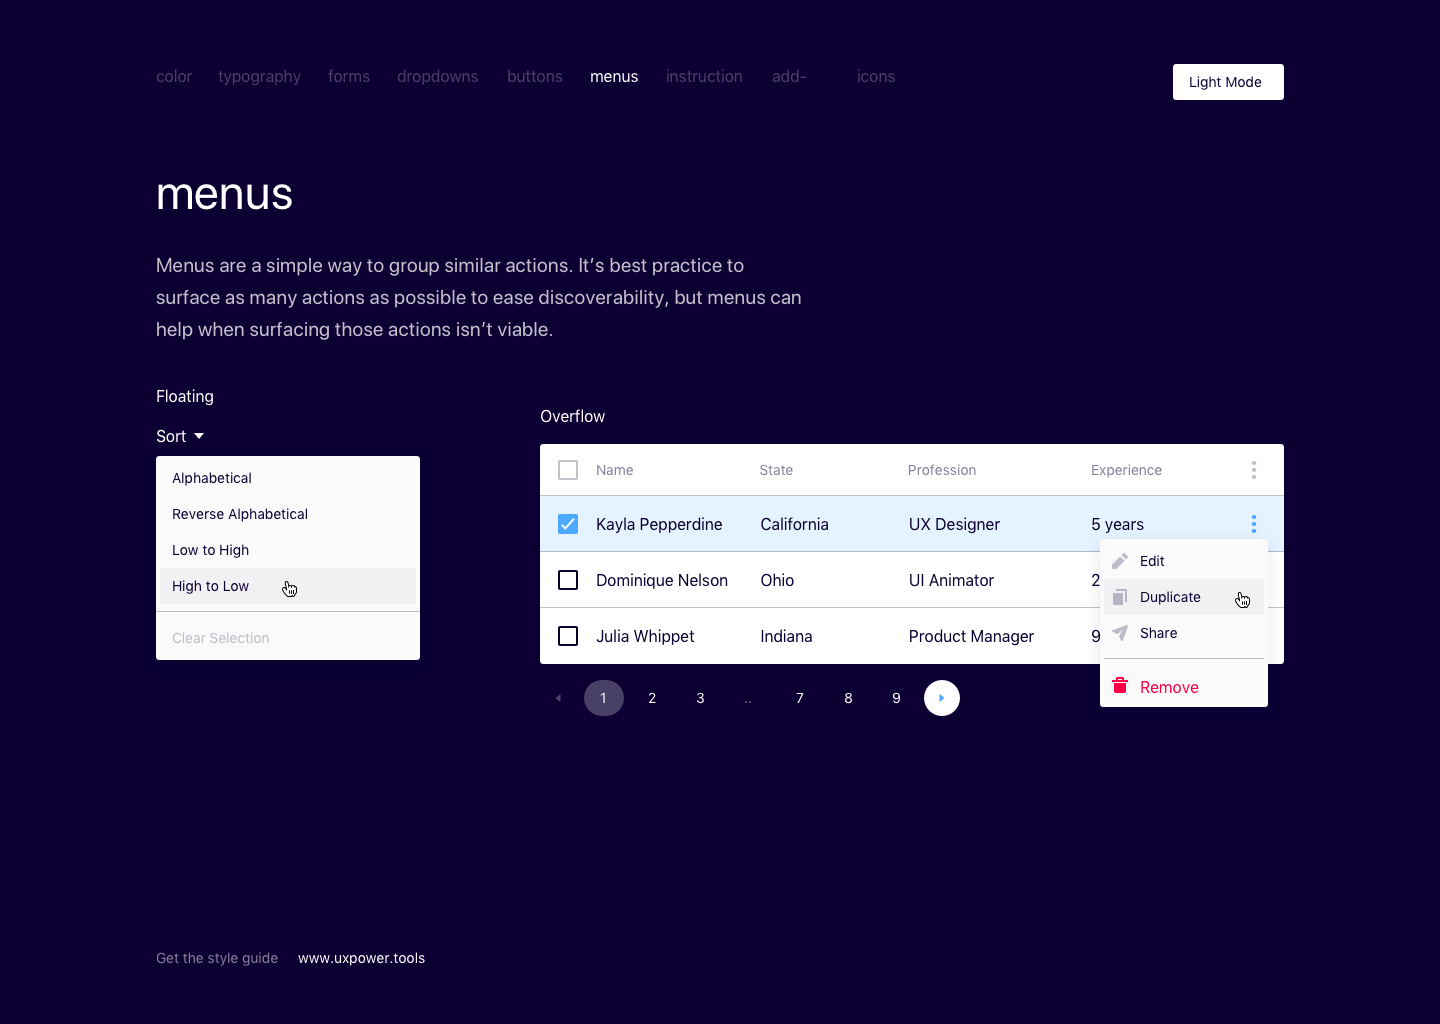 color typography forms dropdowns buttons menus instruction add- icons
Light Mode
menus
Menus are a simple way to group similar actions. It’s best practice to
surface as many actions as possible to ease discoverability, but menus can
help when surfacing those actions isn’t viable.
Floating
Sort
Alphabetical
Reverse Alphabetical
Low to High
High to Low
Clear Selection
Overflow
Name State Profession Experience
Kayla Pepperdine California UX Designer 5 years
Dominique Nelson Ohio UI Animator 2
Julia Whippet Indiana Product Manager 9
Edit
Duplicate
Share
Remove
1 2 3 .. 7 8 9
Get the style guide www.uxpower.tools